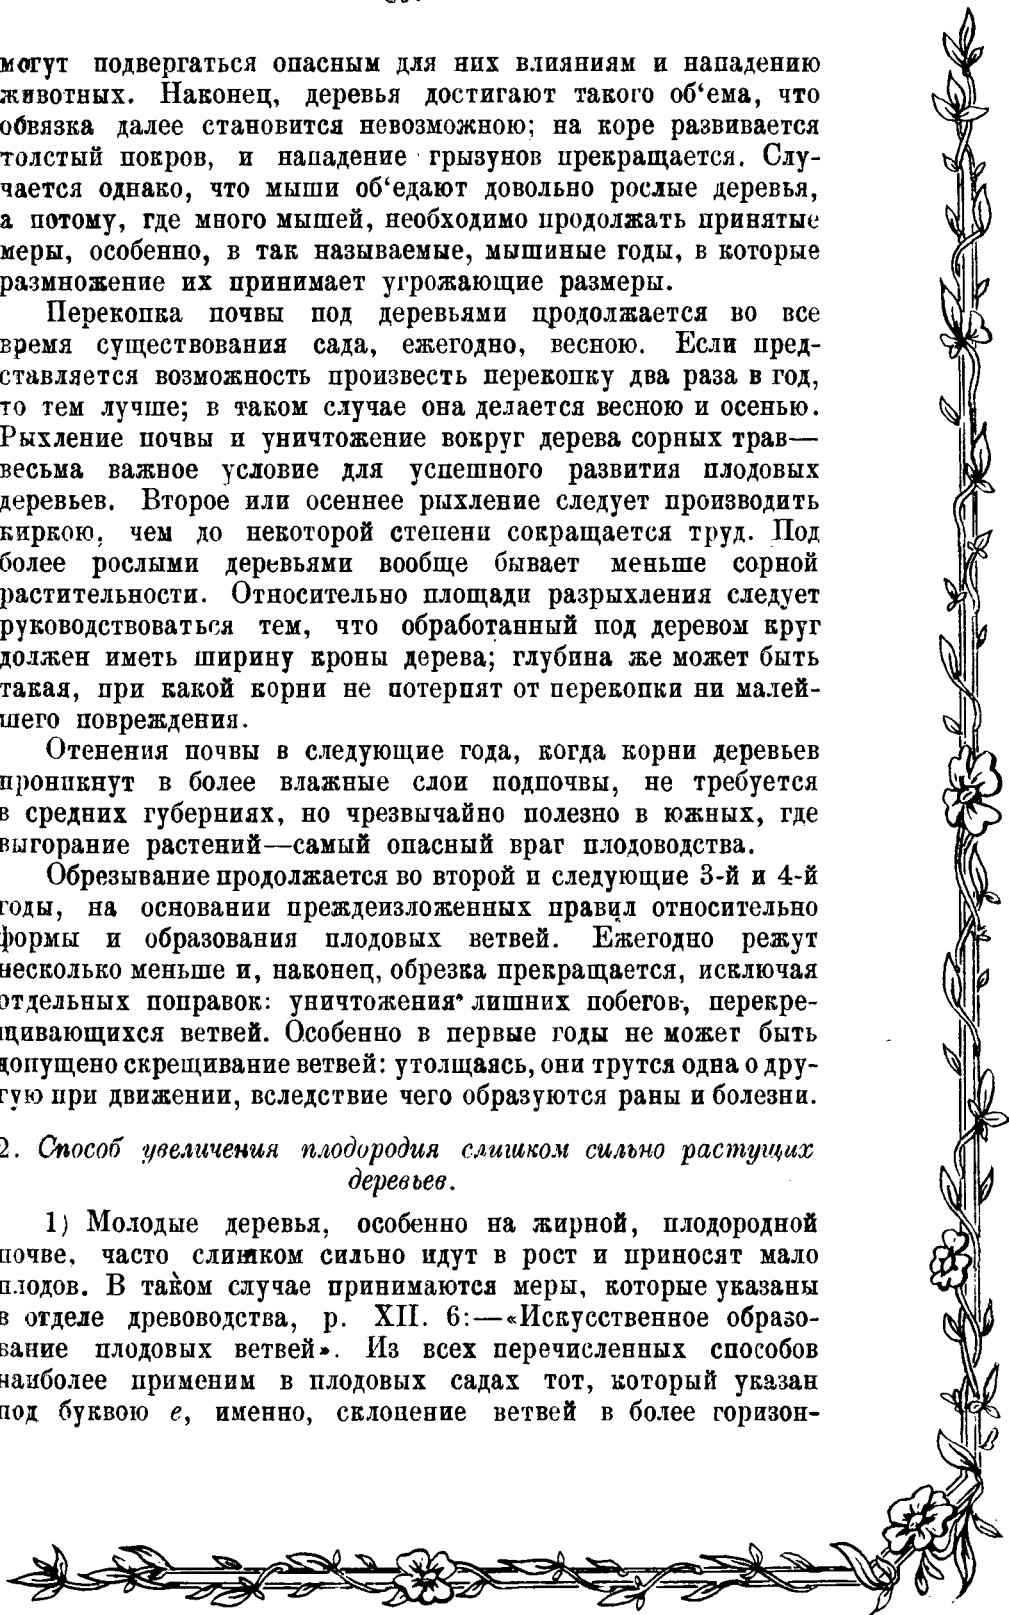 могут подвергаться опасным для них влияниям и нападению
животных. Наконец, деревья достигают такого об‘ема, что
обвязка далее становится невозможною; на коре развивается
толстый покров, и нападение грызунов прекращается. Слу-
чается однако, что мыши об‘едают довольно рослые деревья,
а потому, где много мышей, необходимо продолжать принятые
меры, особенно, в так называемые, мышиные годы, в которые
размножение их принимает угрожающие размеры.
Перекопка почвы под деревьями продолжается во все
время существования сада, ежегодно, весною. Если пред-
ставляется возможность произвесть перекопку два раза в год,
то тем лучше; в таком случае она делается весною и осенью.
Рыхление почвы и уничтожение вокруг дерева сорных трав—
весьма важное условие для успешного развития плодовых
деревьев. Второе или осеннее рыхление следует производить
киркою, чем до некоторой степени сокращается труд. Под
более рослыми деревьями вообще бывает меньше сорной
растительности. Относительно площади разрыхления следует
руководствоваться тем, что обработанный под деревом круг
должен иметь ширину кроны дерева; глубина же может быть
такая, при какой корни не потерпят от перекопки ни малей-
шего повреждения.
Отенения почвы в следующие года, когда корни деревьев
проникнут в более влажные слои подпочвы, не требуется
в средних губерниях, но чрезвычайно полезно в южных, где
выгорание растений—самый опасный враг плодоводства.
Обрезывание продолжается во второй и следующие 3-й и 4-й
годы, на основании преждеизложенных правил относительно
формы и образования плодовых ветвей. Ежегодно режут
несколько меньше и, наконец, обрезка прекращается, исключая
отдельных поправок: уничтожения лишних побегов, перекре-
щивающихся ветвей. Особенно в первые годы не может быть
допущено скрещивание ветвей: утолщаясь, они трутся одна о дру-
гую при движении, вследствие чего образуются раны и болезни.
2. Способ увеличения плодородия слишком сильно растущих
деревьев.
1) Молодые деревья, особенно на жирной, плодородной
почве, часто слишком сильно идут в рост и приносят мало
плодов. В таком случае принимаются меры, которые указаны
в отделе древоводства, р. XII. 6:—«Искусственное образо-
вание плодовых ветвей». Из всех перечисленных способов
наиболее применим в плодовых садах тот, который указан
под буквою е, именно, склонение ветвей в более горизон-